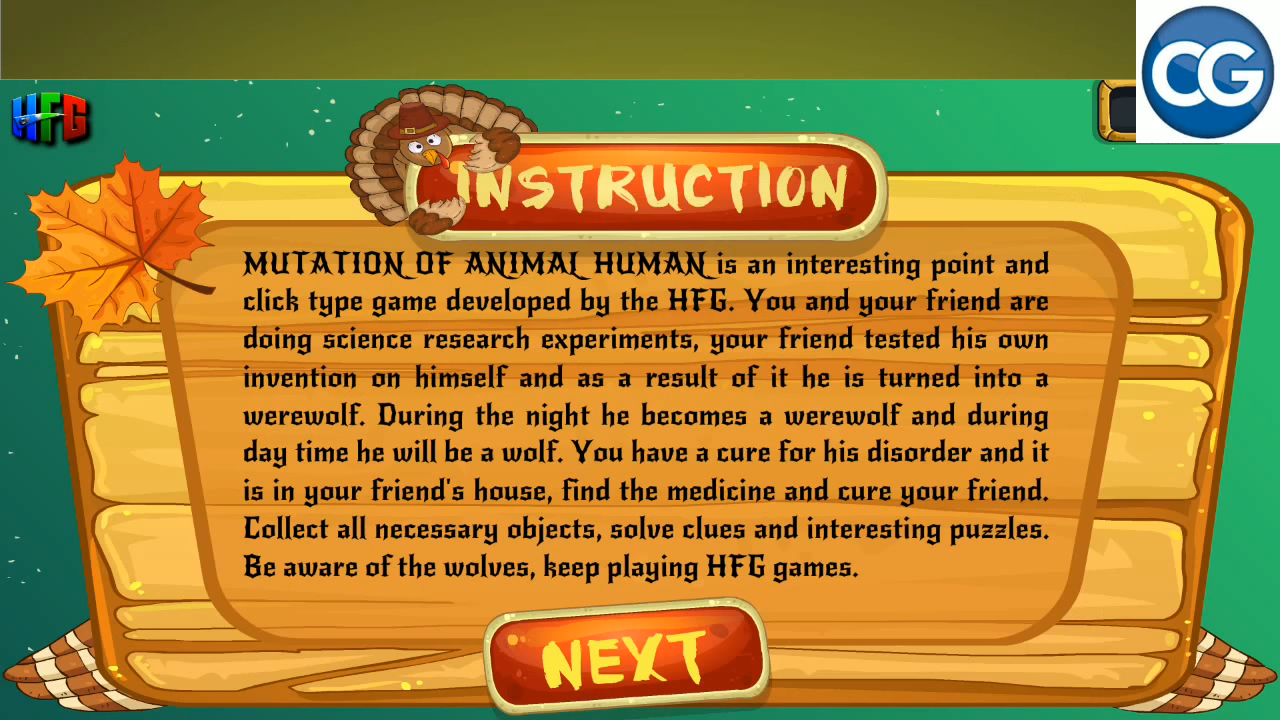 CG
HFG
INSTRUCTION
MUTATION OF ANIMAL HUMAN is an interesting point and
click type game developed by the HFG. You and your friend are
doing science research experiments, your friend tested his own
invention on himself and as a result of it he is turned into a
werewolf. During the night he becomes a werewolf and during
day time he will be a wolf. You have a cure for his disorder and it
is in your friend's house, find the medicine and cure your friend.
Collect all necessary objects, solve clues and interesting puzzles.
Be aware of the wolves, keep playing HFG games.
NEXT